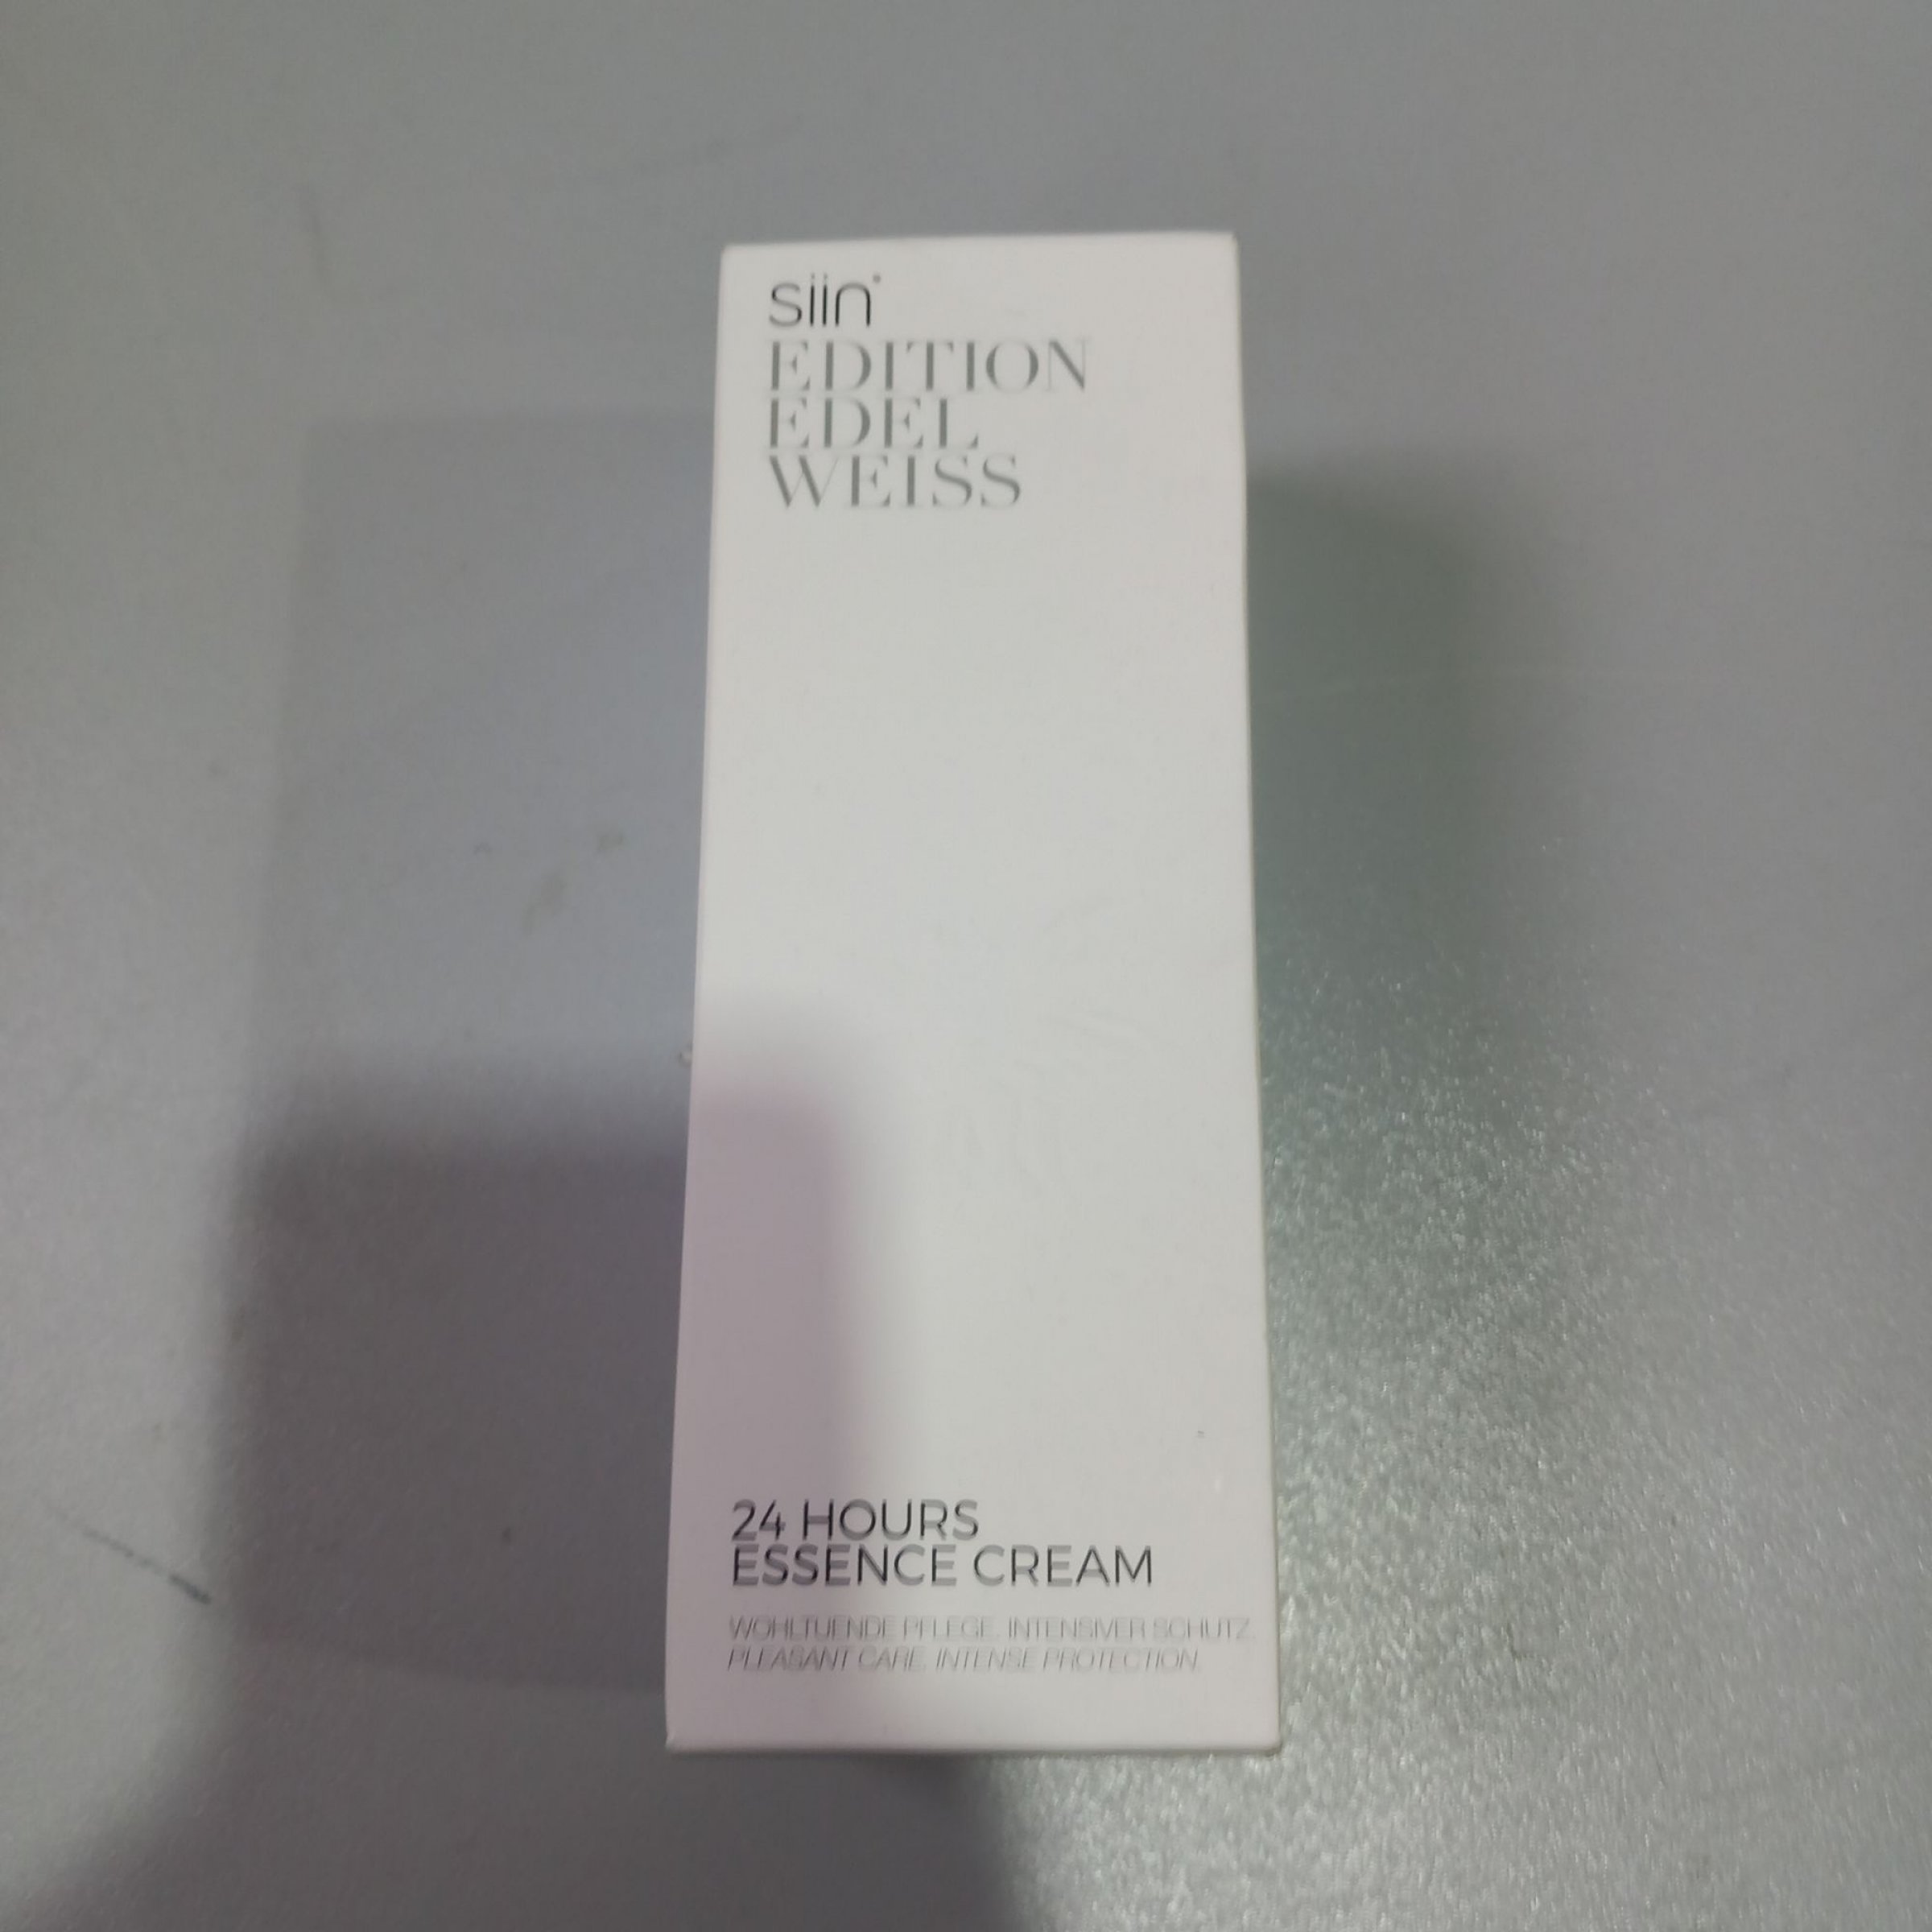 siin°
EDITION
EDEL
WEISS
24 HOURS
ESSENCE CREAM
WOHLTUENDE PFLEGE. INTENSIVER SCHUTZ.
PLEASANT CARE. INTENSE PROTECTION.